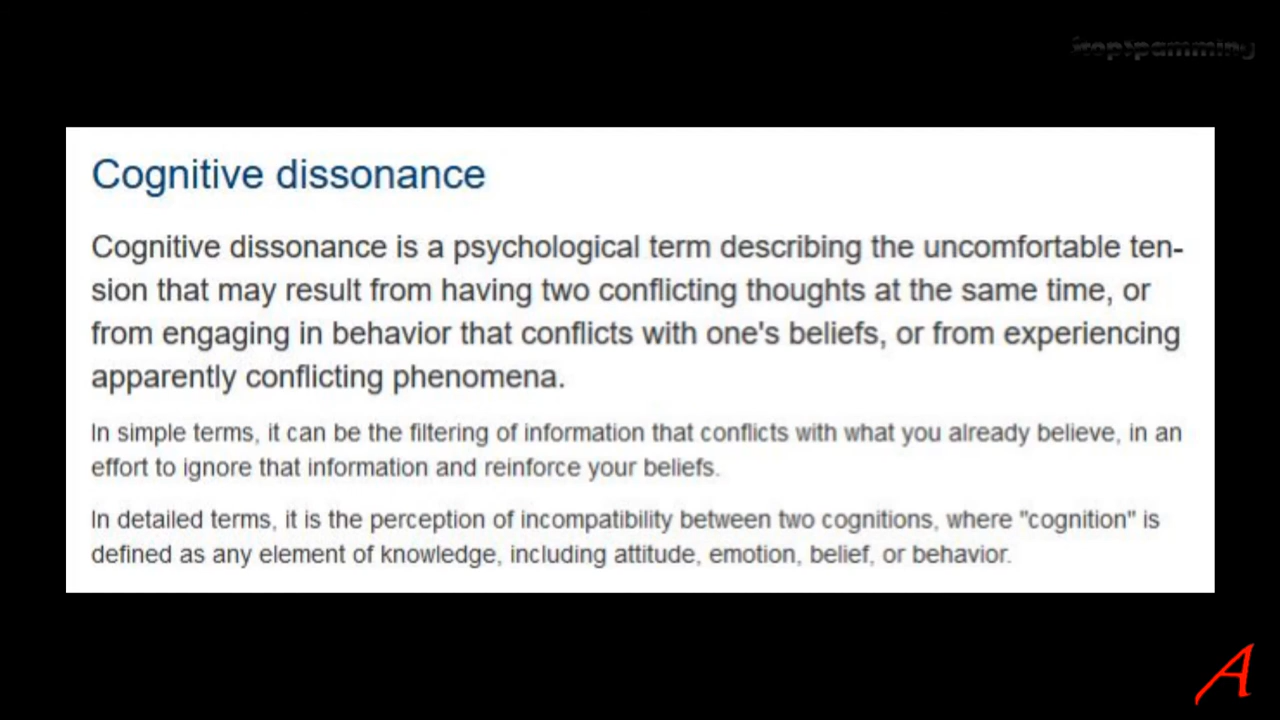 Cognitive dissonance
Cognitive dissonance is a psychological term describing the uncomfortable ten-
sion that may result from having two conflicting thoughts at the same time, or
from engaging in behavior that conflicts with one's beliefs, or from experiencing
apparently conflicting phenomena.
In simple terms, it can be the filtering of information that conflicts with what you already believe, in an
effort to ignore that information and reinforce your beliefs.
In detailed terms, it is the perception of incompatibility between two cognitions, where "cognition" is
defined as any element of knowledge, including attitude, emotion, belief, or behavior.
A